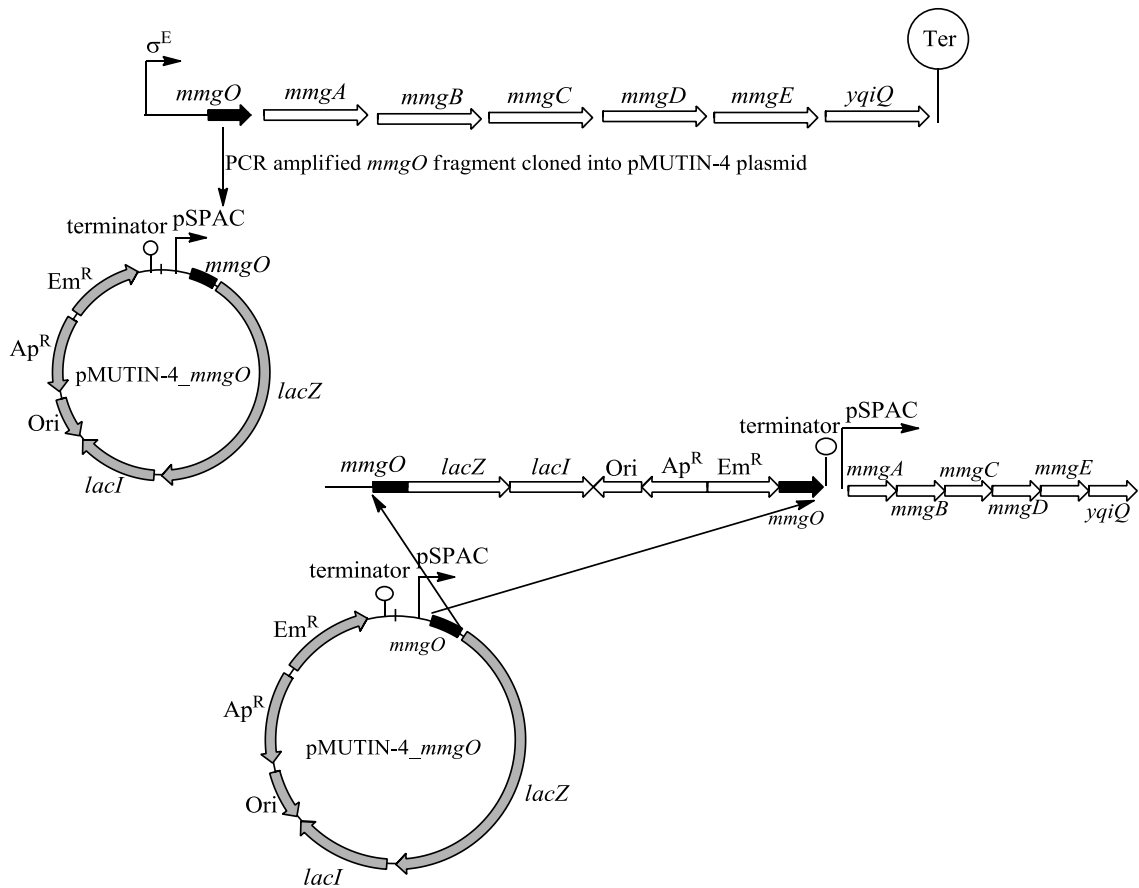 σE
Ter
mmgO mmgA mmgB mmgC mmgD mmgE yqiQ
PCR amplified mmgO fragment cloned into pMUTIN-4 plasmid
terminator pSPAC
mmgO
EmR
ApR
pMUTIN-4_mmgO
lacZ
Ori
lacI
terminator pSPAC
mmgO lacZ lacI Ori ApR EmR mmgO
mmgA mmgC mmgE
mmgB mmgD yqiQ
terminator pSPAC
EmR
mmgO
ApR
pMUTIN-4_mmgO
Ori
lacZ
lacI